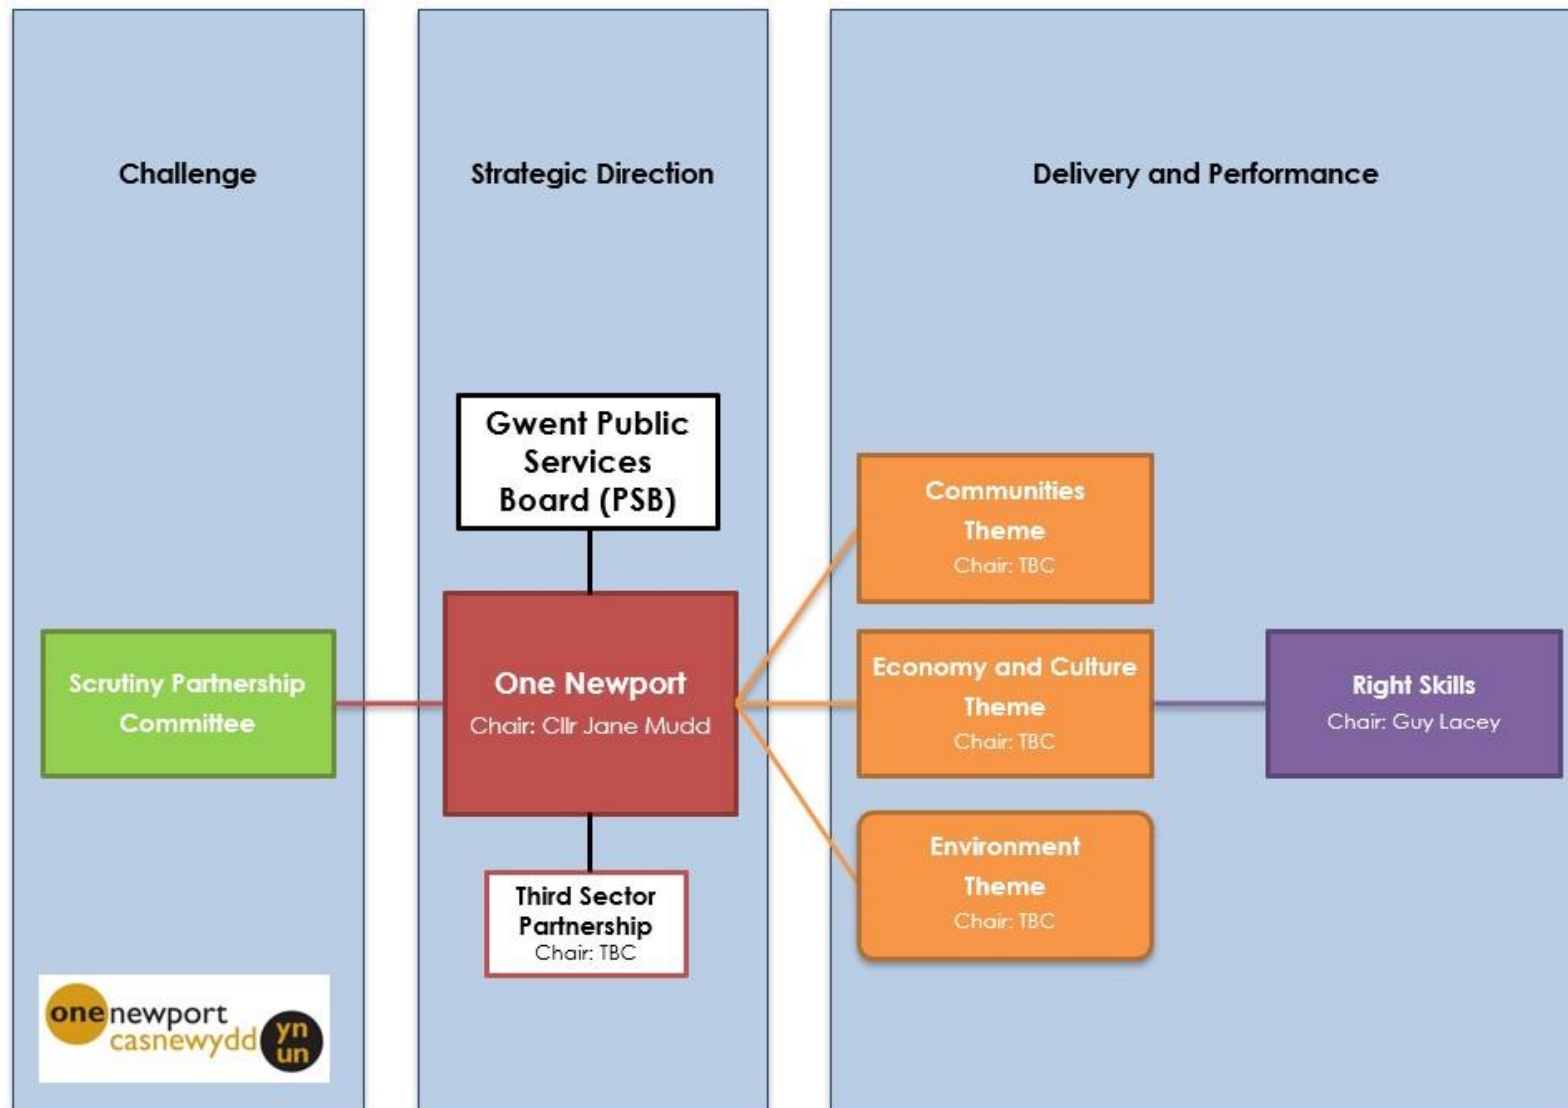 Challenge
Strategic Direction
Delivery and Performance
Gwent Public
Services
Board (PSB)
Scrutiny Partnership
Committee
One Newport
Chair: Cllr Jane Mudd
Third Sector
Partnership
Chair: TBC
Communities
Theme
Chair: TBC
Economy and Culture
Theme
Chair: TBC
Environment
Theme
Chair: TBC
Right Skills
Chair: Guy Lacey
one newport
casnewydd yn
un